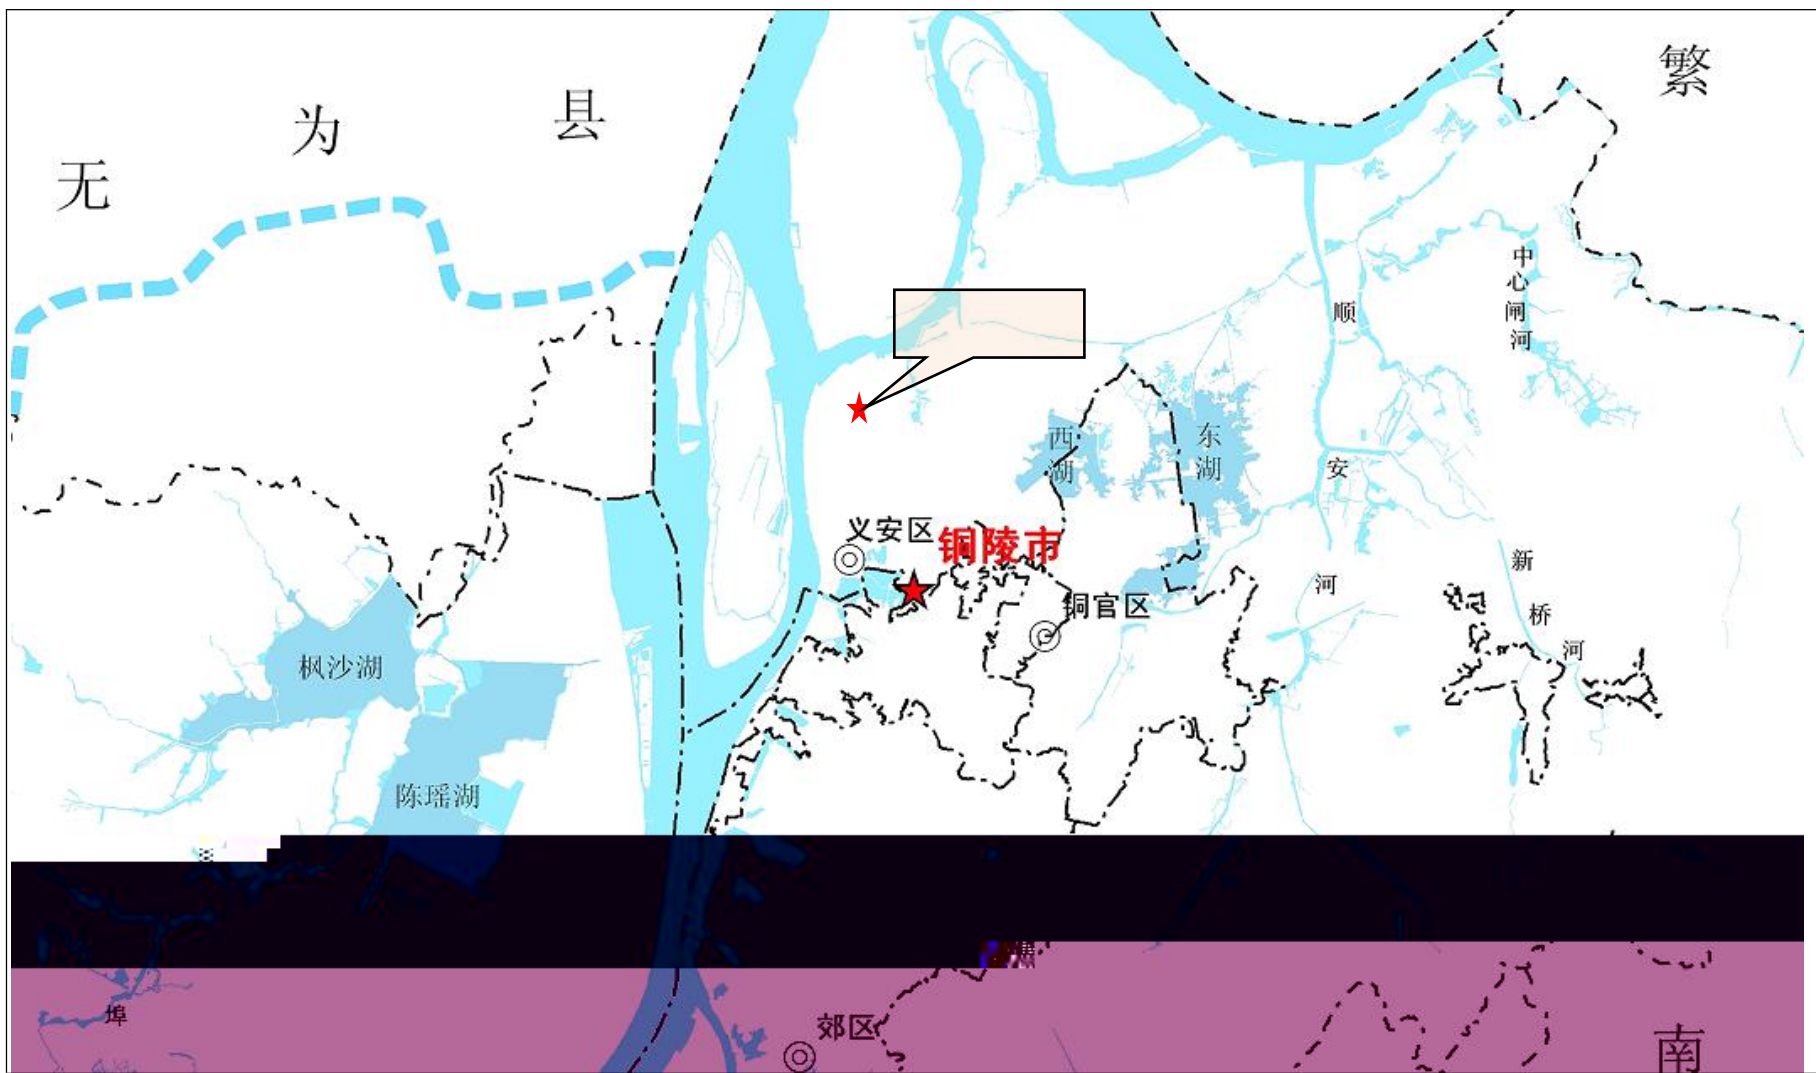 无为县
繁
中心闸河
顺安河
西湖
东湖
义安区
铜陵市
铜官区
新桥河
枫沙湖
陈瑶湖
埠
郊区
南